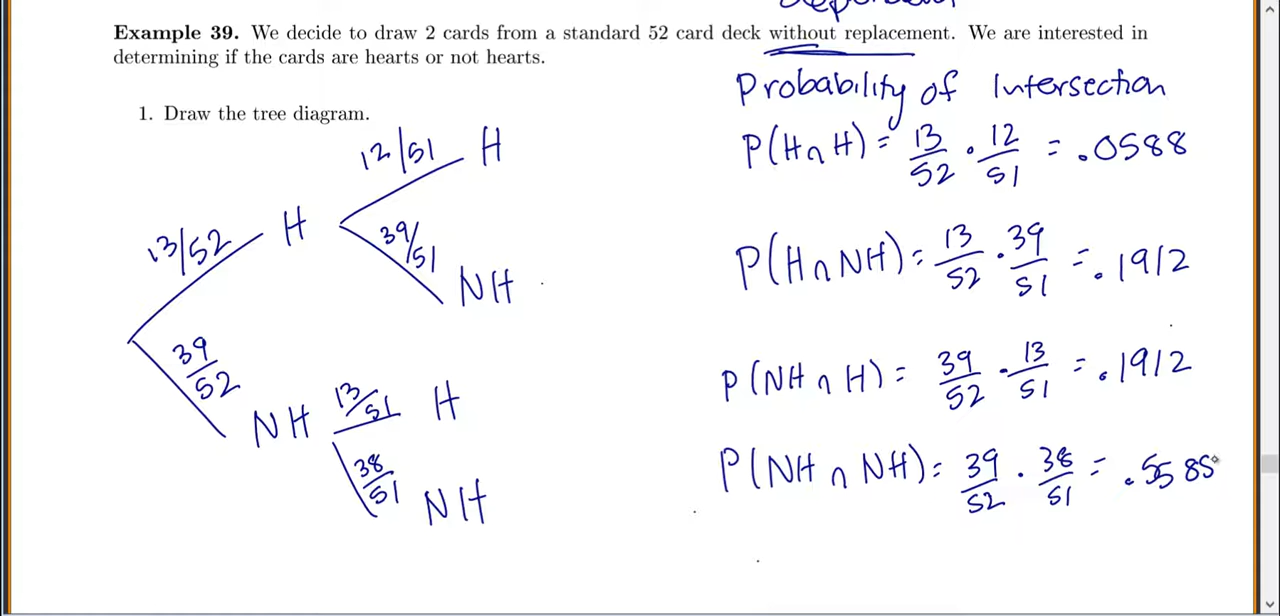 Dependent
Example 39. We decide to draw 2 cards from a standard 52 card deck without replacement. We are interested in
determining if the cards are hearts or not hearts.
Probability of Intersection
1. Draw the tree diagram.
12/51 H
P(H∩H) = 13/52 · 12/51 = .0588
13/52 H
39/51
NH
P(H∩NH) = 13/52 · 39/51 = .1912
39/52
P(NH∩H) = 39/52 · 13/51 = .1912
NH 13/51 H
38/51 NH
P(NH∩NH) = 39/52 · 38/51 = .5585